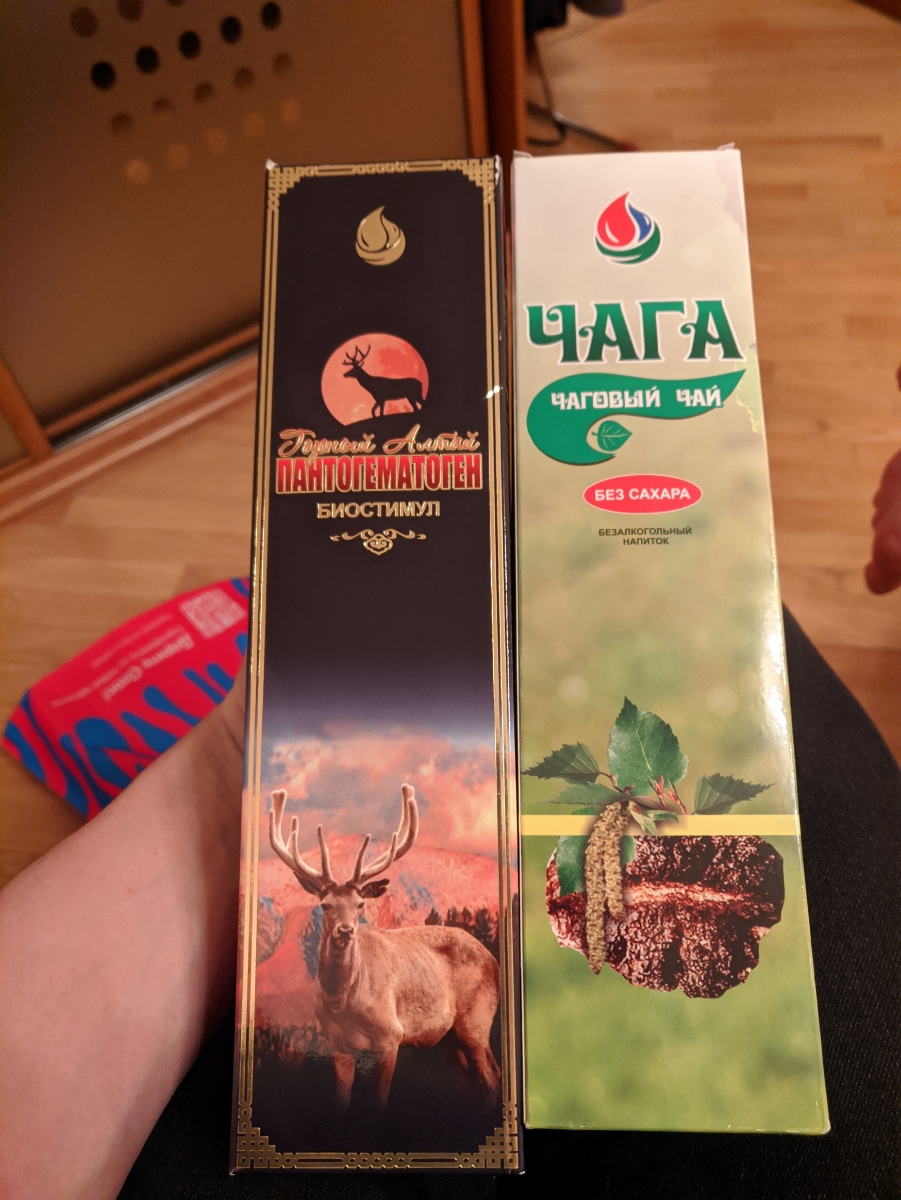 Горный Алтай
ПАНТОГЕМАТОГЕН
БИОСТИМУЛ
ЧАГА
ЧАГОВЫЙ ЧАЙ
БЕЗ САХАРА
БЕЗАЛКОГОЛЬНЫЙ
НАПИТОК